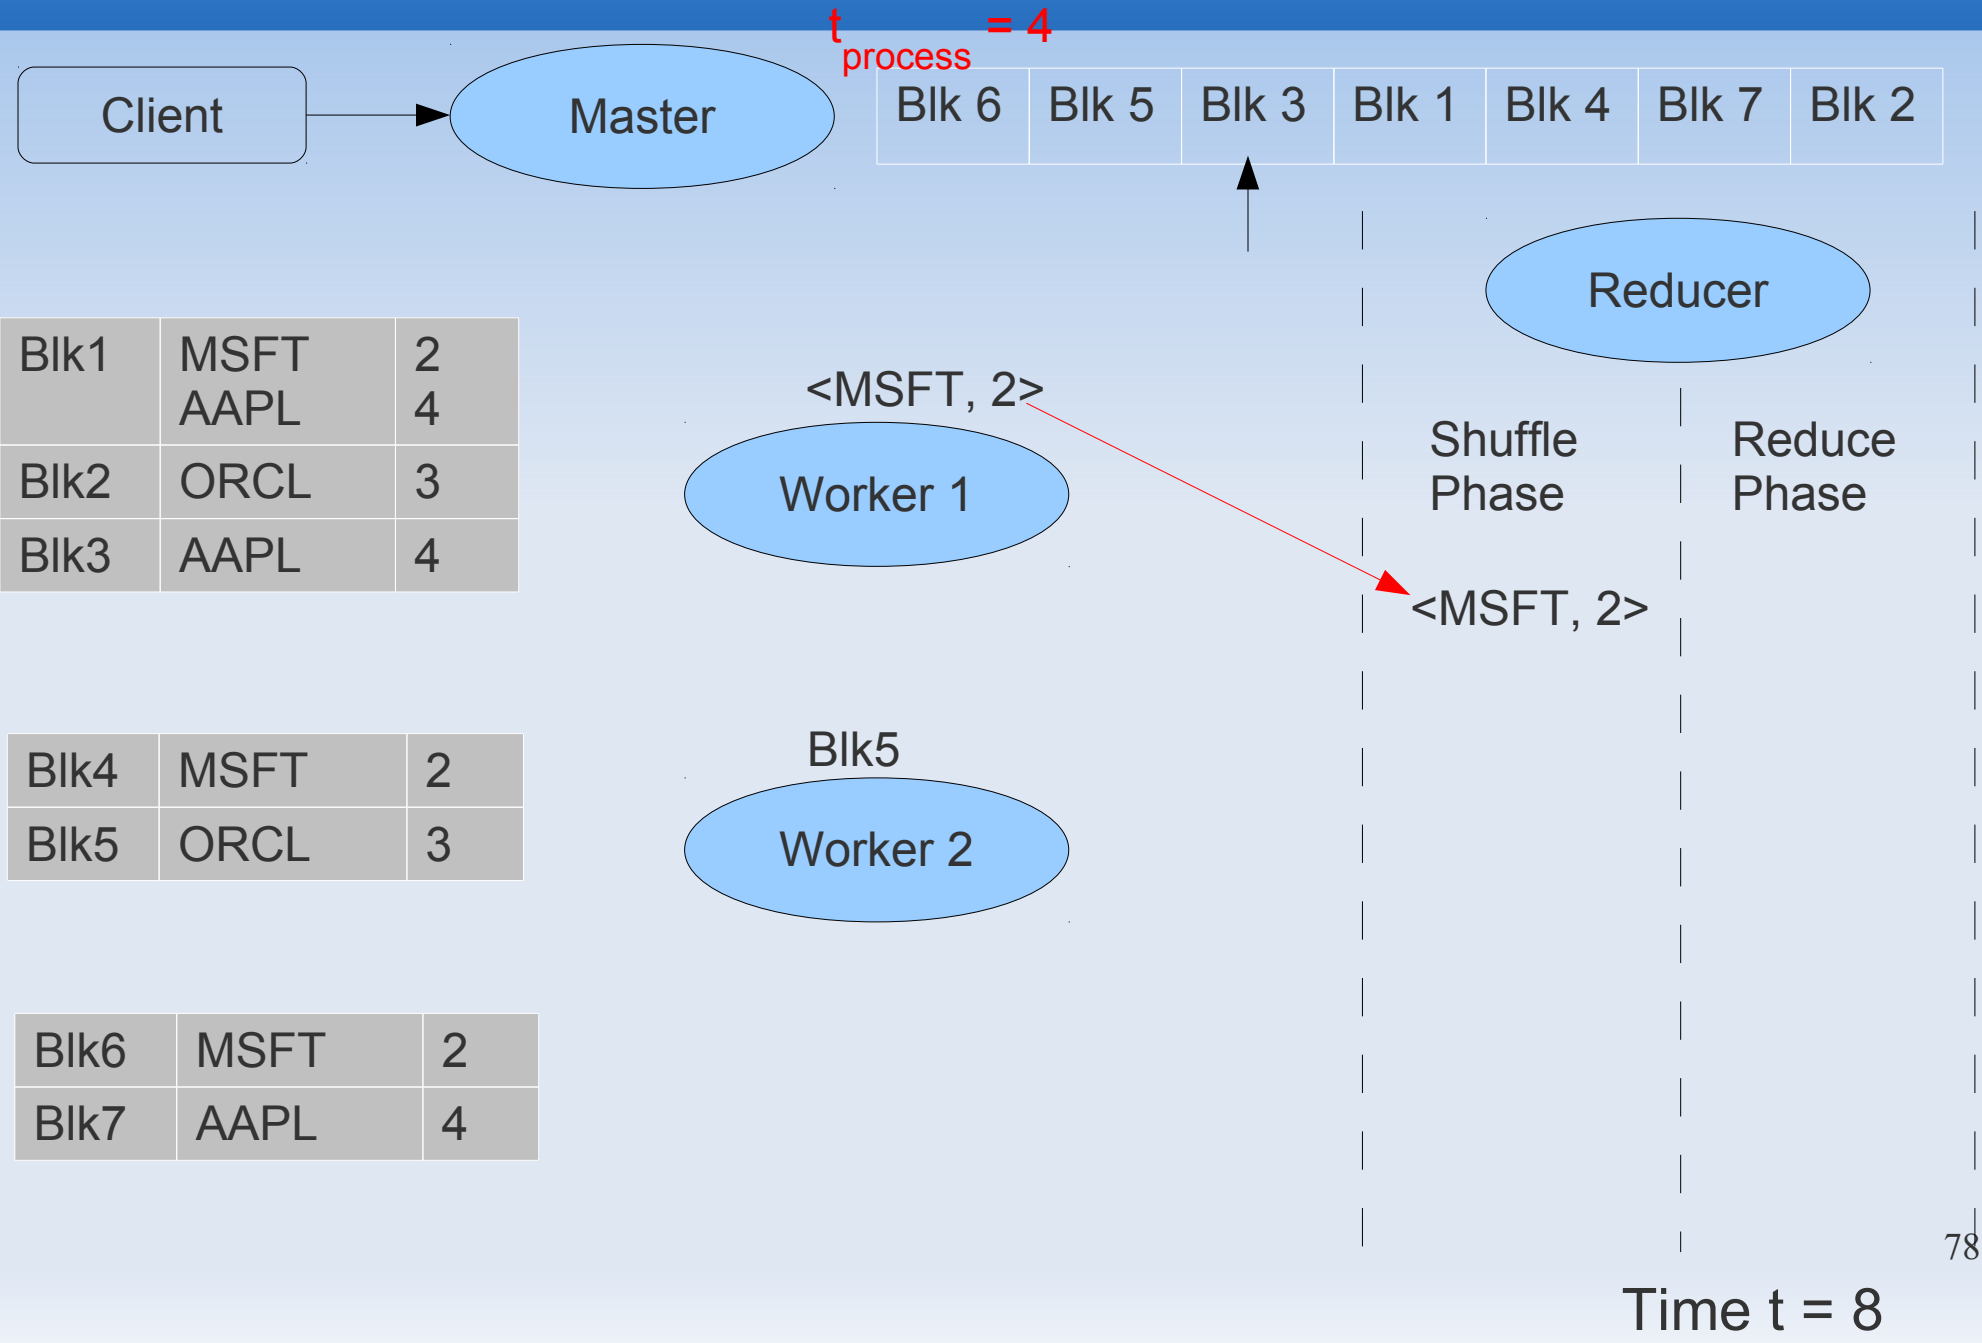 t process = 4
Client
Master
Blk 6 Blk 5 Blk 3 Blk 1 Blk 4 Blk 7 Blk 2
Reducer
Blk1 MSFT 2
AAPL 4
Blk2 ORCL 3
Blk3 AAPL 4
<MSFT, 2>
Worker 1
Shuffle
Phase
Reduce
Phase
<MSFT, 2>
Blk4 MSFT 2
Blk5 ORCL 3
Blk5
Worker 2
Blk6 MSFT 2
Blk7 AAPL 4
78
Time t = 8